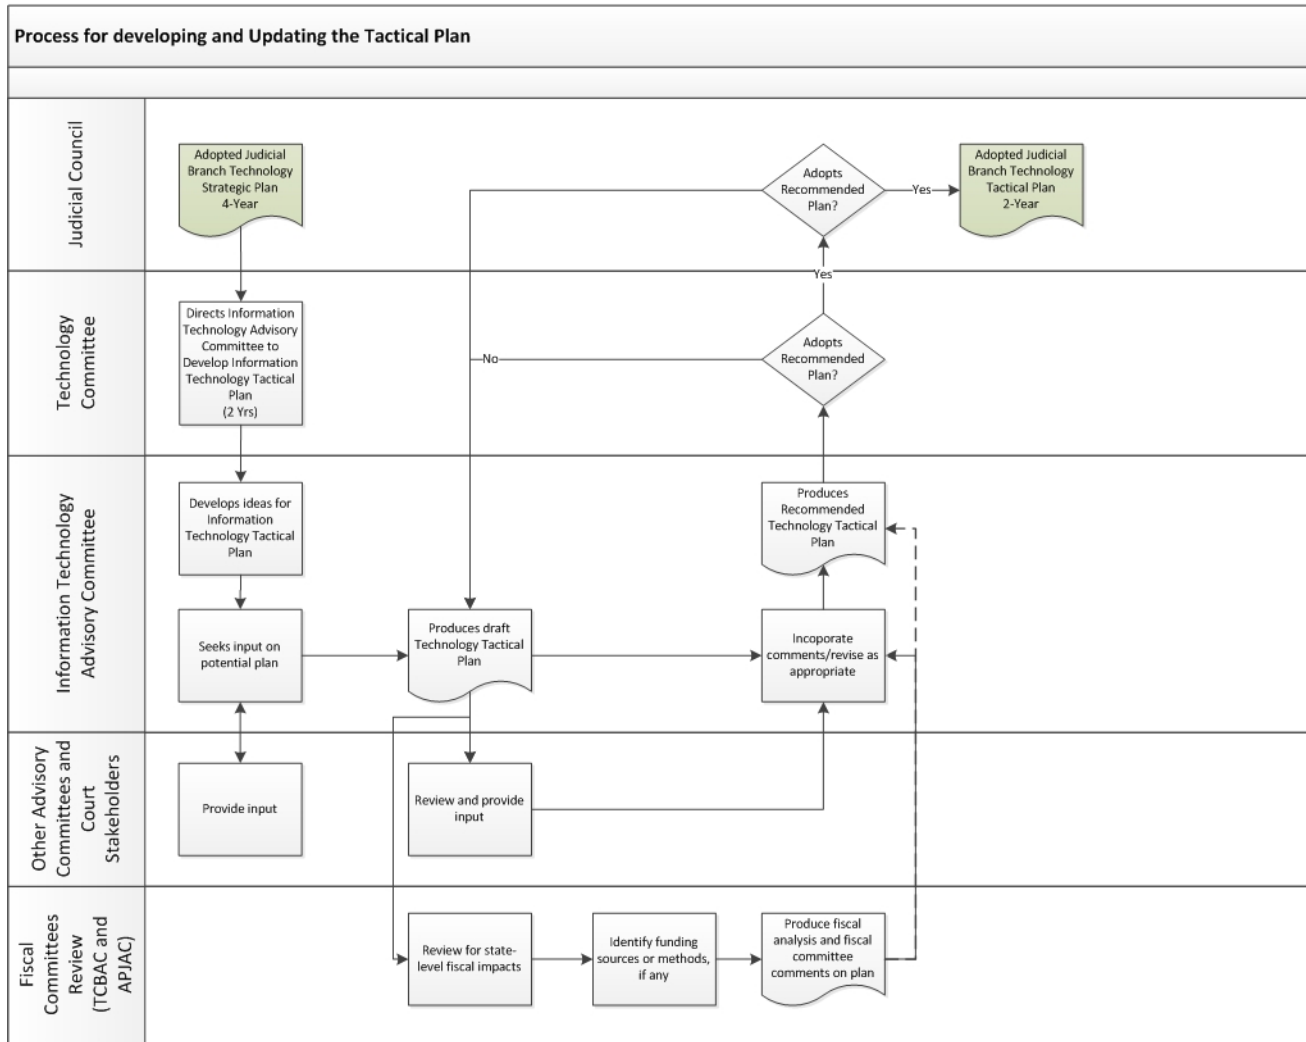 Process for developing and Updating the Tactical Plan
Judicial Council
Adopted Judicial
Branch Technology
Strategic Plan
4-Year
Adopts
Recommended
Plan?
Yes
Adopted Judicial
Branch Technology
Tactical Plan
2-Year
Yes
Technology
Committee
Directs Information
Technology Advisory
Committee to
Develop Information
Technology Tactical
Plan
(2 Yrs)
No
Adopts
Recommended
Plan?
Information Technology
Advisory Committee
Develops ideas for
Information
Technology Tactical
Plan
Produces
Recommended
Technology Tactical
Plan
Seeks input on
potential plan
Produces draft
Technology Tactical
Plan
Incoporate
comments/revise as
appropriate
Other Advisory
Committees and
Court
Stakeholders
Provide input
Review and provide
input
Fiscal
Committees
Review
(TCBAC and
APJAC)
Review for state-
level fiscal impacts
Identify funding
sources or methods,
if any
Produce fiscal
analysis and fiscal
committee
comments on plan